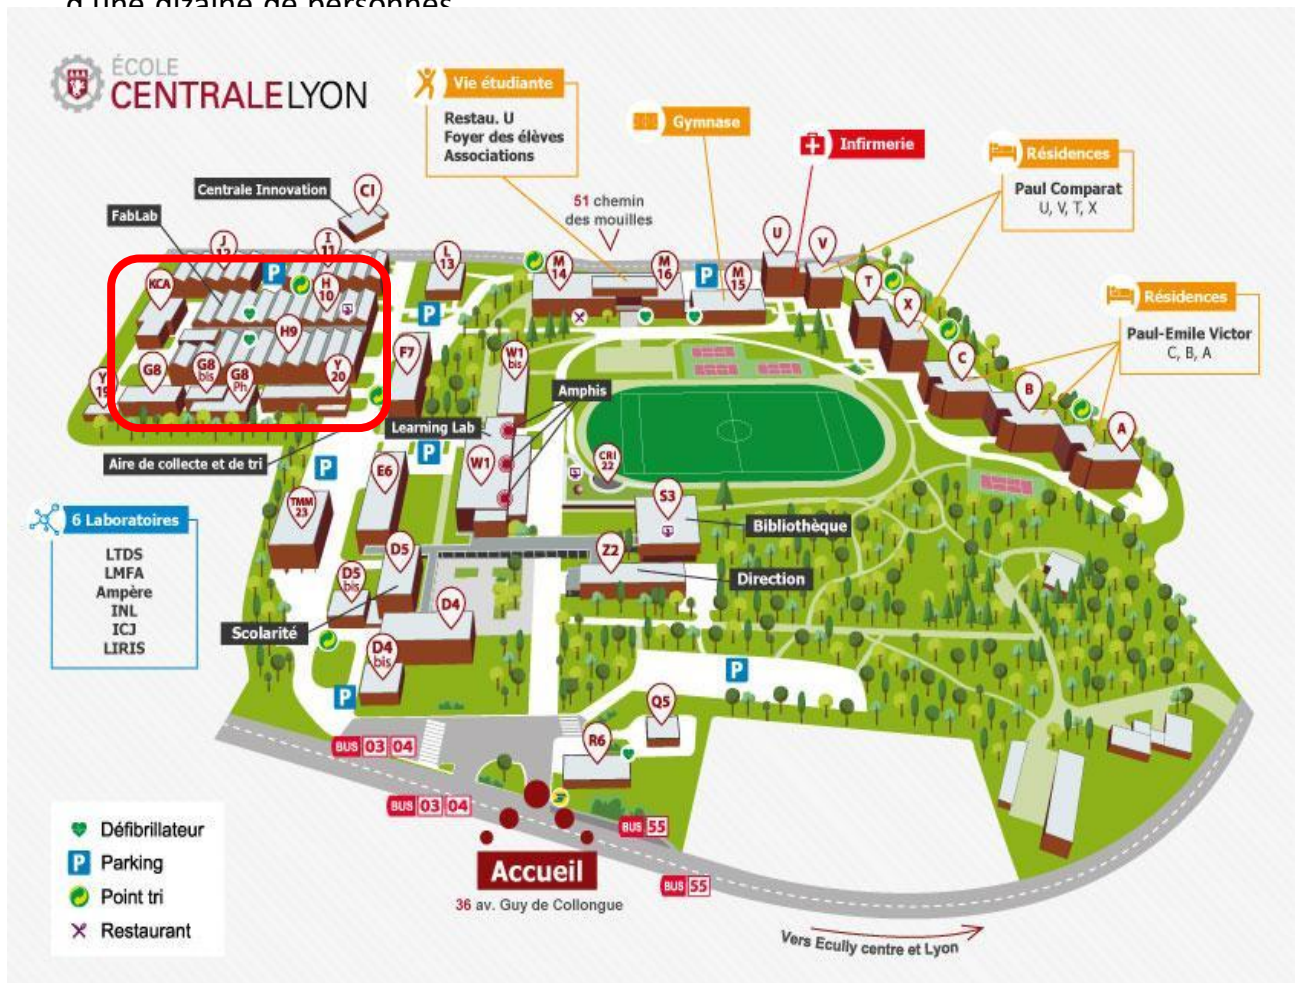 d'une dizaine de personnes
ÉCOLE
CENTRALELYON
Vie étudiante
Restau. U
Foyer des élèves
Associations
Gymnase
Infirmerie
Résidences
Paul Comparat
U, V, T, X
Résidences
Paul-Emile Victor
C, B, A
51 chemin
des mouilles
Centrale Innovation
CI
FabLab
J
12
I
11
L
13
M
14
M
16
M
15
U
V
T
X
C
B
A
KCA
H
10
H9
G8
G8
bis
G8
Ph.
Y
20
Y
19
F7
W1
bis
Amphis
Learning Lab
Aire de collecte et de tri
W1
E6
CRI
22
S3
Bibliothèque
TMM
23
6 Laboratoires
LTDS
LMFA
Ampère
INL
ICJ
LIRIS
D5
D5
bis
Z2
Direction
D4
Scolarité
D4
bis
P
P
P
P
P
P
P
P
Q5
R6
BUS 03 04
BUS 03 04
BUS 55
BUS 55
Accueil
36 av. Guy de Collongue
Vers Ecully centre et Lyon
Défibrillateur
P Parking
Point tri
Restaurant